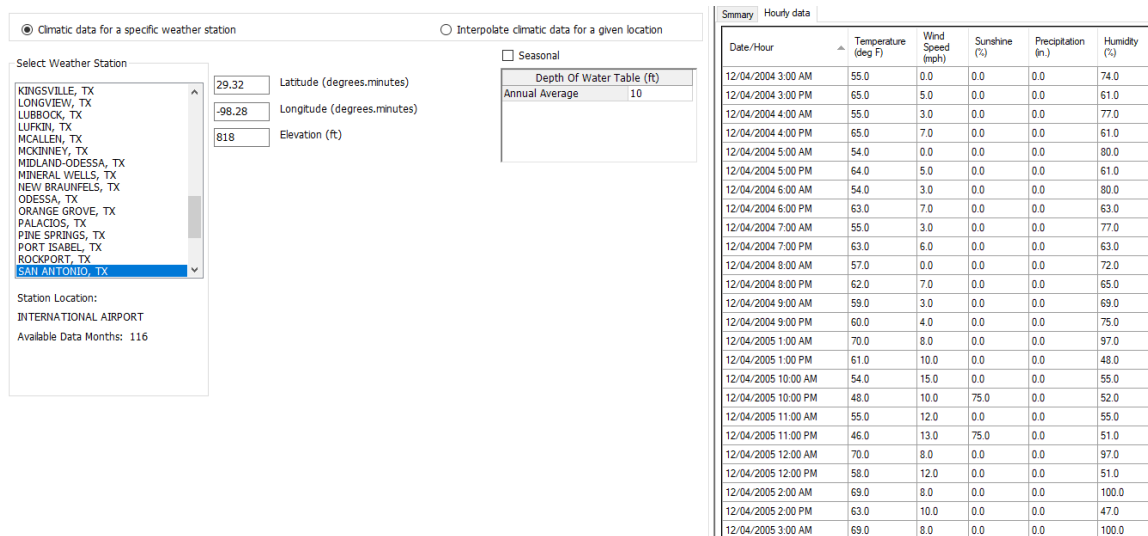 Climatic data for a specific weather station
Interpolate climatic data for a given location
Select Weather Station
KINGSVILLE, TX
LONGVIEW, TX
LUBBOCK, TX
LUFKIN, TX
MCALLEN, TX
MCKINNEY, TX
MIDLAND-ODESSA, TX
MINERAL WELLS, TX
NEW BRAUNFELS, TX
ODESSA, TX
ORANGE GROVE, TX
PALACIOS, TX
PINE SPRINGS, TX
PORT ISABEL, TX
ROCKPORT, TX
SAN ANTONIO, TX
Station Location:
INTERNATIONAL AIRPORT
Available Data Months: 116
29.32 Latitude (degrees.minutes)
-98.28 Longitude (degrees.minutes)
818 Elevation (ft)
Seasonal
Depth Of Water Table (ft)
Annual Average 10
Smmary Hourly data
Date/Hour Temperature (deg F) Wind Speed (mph) Sunshine (%) Precipitation (in.) Humidity (%)
12/04/2004 3:00 AM 55.0 0.0 0.0 0.0 74.0
12/04/2004 3:00 PM 65.0 5.0 0.0 0.0 61.0
12/04/2004 4:00 AM 55.0 3.0 0.0 0.0 77.0
12/04/2004 4:00 PM 65.0 7.0 0.0 0.0 61.0
12/04/2004 5:00 AM 54.0 0.0 0.0 0.0 80.0
12/04/2004 5:00 PM 64.0 5.0 0.0 0.0 61.0
12/04/2004 6:00 AM 54.0 3.0 0.0 0.0 80.0
12/04/2004 6:00 PM 63.0 7.0 0.0 0.0 63.0
12/04/2004 7:00 AM 55.0 3.0 0.0 0.0 77.0
12/04/2004 7:00 PM 63.0 6.0 0.0 0.0 63.0
12/04/2004 8:00 AM 57.0 0.0 0.0 0.0 72.0
12/04/2004 8:00 PM 62.0 7.0 0.0 0.0 65.0
12/04/2004 9:00 AM 59.0 3.0 0.0 0.0 69.0
12/04/2004 9:00 PM 60.0 4.0 0.0 0.0 75.0
12/04/2005 1:00 AM 70.0 8.0 0.0 0.0 97.0
12/04/2005 1:00 PM 61.0 10.0 0.0 0.0 48.0
12/04/2005 10:00 AM 54.0 15.0 0.0 0.0 55.0
12/04/2005 10:00 PM 48.0 10.0 75.0 0.0 52.0
12/04/2005 11:00 AM 55.0 12.0 0.0 0.0 55.0
12/04/2005 11:00 PM 46.0 13.0 75.0 0.0 51.0
12/04/2005 12:00 AM 70.0 8.0 0.0 0.0 97.0
12/04/2005 12:00 PM 58.0 12.0 0.0 0.0 51.0
12/04/2005 2:00 AM 69.0 8.0 0.0 0.0 100.0
12/04/2005 2:00 PM 63.0 10.0 0.0 0.0 47.0
12/04/2005 3:00 AM 69.0 8.0 0.0 0.0 100.0